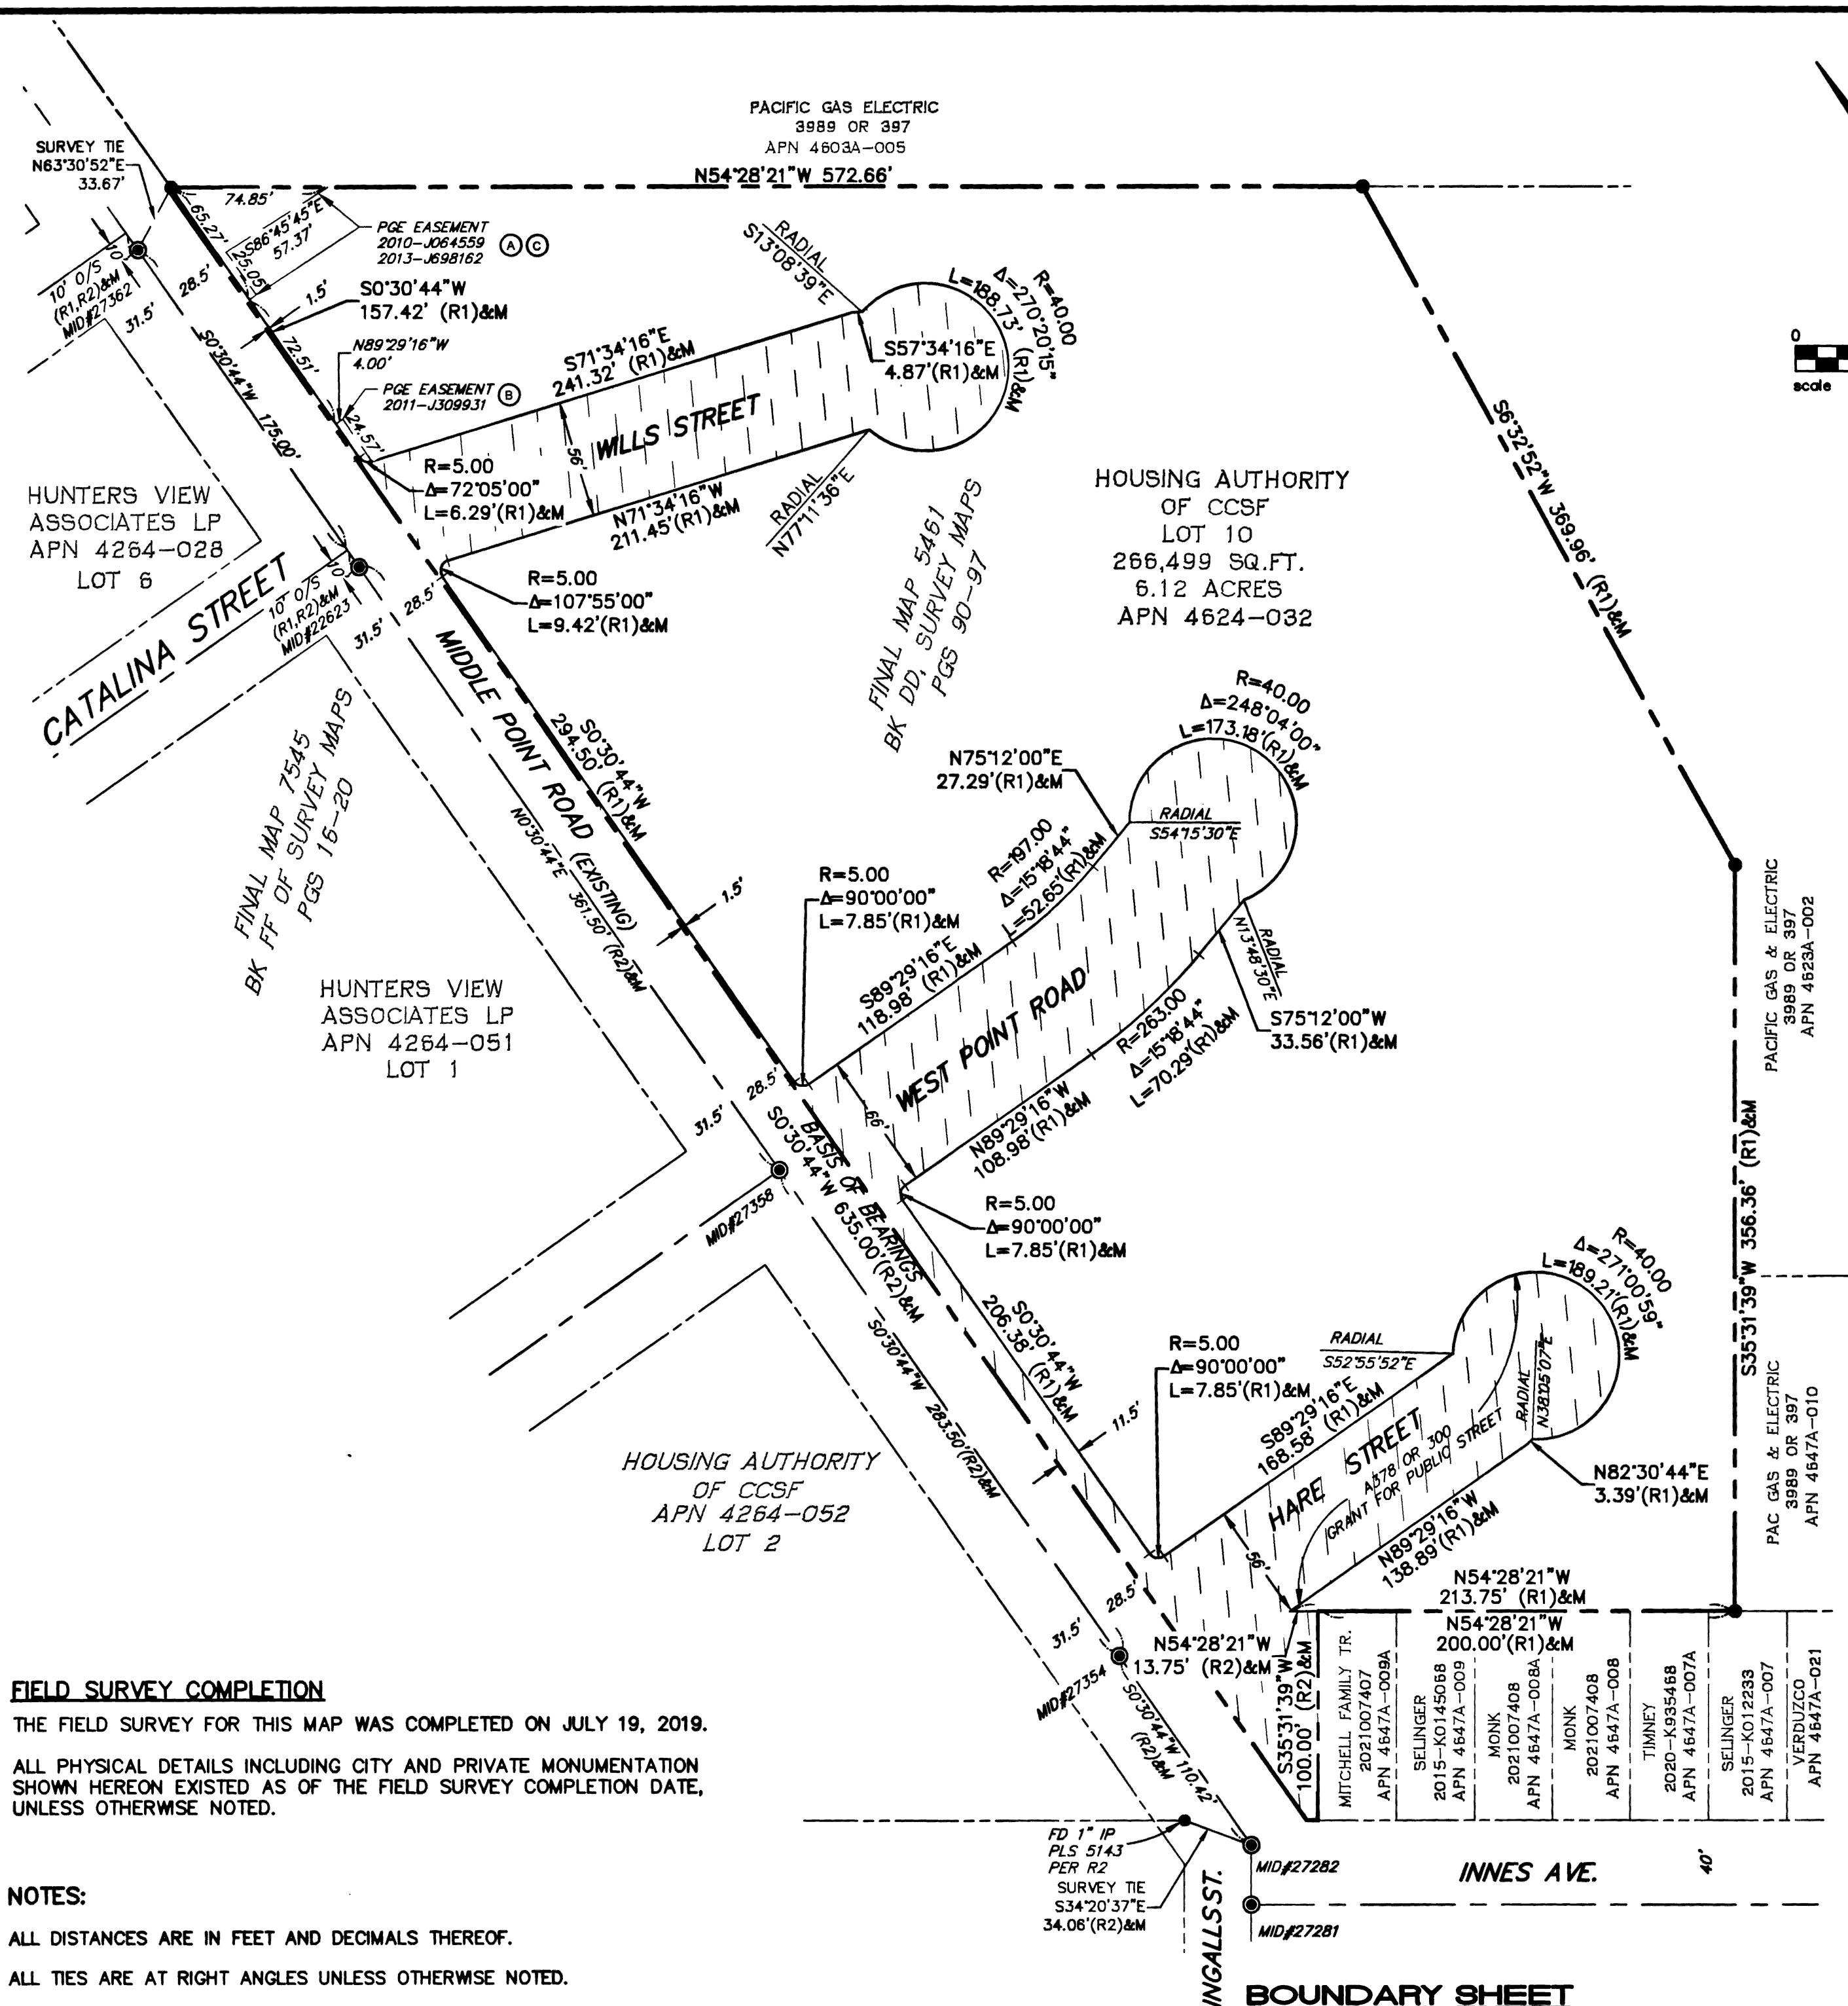 PACIFIC GAS ELECTRIC
3989 OR 397
APN 4603A-005
N54°28'21"W 572.66'
SURVEY TIE
N63°30'52"E
33.67'
74.85'
65.27'
S86°45'45"E
57.37'
25.05'
PGE EASEMENT
2010-J064559
2013-J698162
A C
10' O/S
(R1,R2)&M
MID#27362
10'
28.5'
31.5'
1.5'
S0°30'44"W
157.42' (R1)&M
72.51'
N89°29'16"W
4.00'
PGE EASEMENT
2011-J309931
B
24.57'
S0°30'44"W 175.00'
RADIAL
S13°08'39"E
S71°34'16"E
241.32' (R1)&M
R=40.00
Δ=270°20'15"
L=188.73'
(R1)&M
S57°34'16"E
4.87'(R1)&M
WILLS STREET
56'
R=5.00
Δ=72°05'00"
L=6.29'(R1)&M
N71°34'16"W
211.45'(R1)&M
RADIAL
N77°11'36"E
0
scale
HUNTERS VIEW
ASSOCIATES LP
APN 4264-028
LOT 6
CATALINA STREET
10' O/S
(R1,R2)&M
MID#22623
10'
28.5'
31.5'
R=5.00
Δ=107°55'00"
L=9.42'(R1)&M
FINAL MAP 5461
BK DD, SURVEY MAPS
PGS 90-97
HOUSING AUTHORITY
OF CCSF
LOT 10
266,499 SQ.FT.
6.12 ACRES
APN 4624-032
S6°32'52"W 369.96' (R1)&M
MIDDLE POINT ROAD
(EXISTING)
S0°30'44"W
294.50' (R1)&M
N0°30'44"E 361.50' (R2)&M
FINAL MAP 7545
BK FF OF SURVEY MAPS
PGS 16-20
HUNTERS VIEW
ASSOCIATES LP
APN 4264-051
LOT 1
1.5'
R=40.00
Δ=248°04'00"
L=173.18'(R1)&M
N75°12'00"E
27.29'(R1)&M
RADIAL
S54°15'30"E
R=197.00
Δ=15°18'44"
L=52.65'(R1)&M
R=5.00
Δ=90°00'00"
L=7.85'(R1)&M
S89°29'16"E
118.98' (R1)&M
RADIAL
N13°48'30"E
WEST POINT ROAD
66'
S75°12'00"W
33.56'(R1)&M
R=263.00
Δ=15°18'44"
L=70.29'(R1)&M
N89°29'16"W
108.98'(R1)&M
PACIFIC GAS & ELECTRIC
3989 OR 397
APN 4623A-002
28.5'
31.5'
BASIS OF BEARINGS
S0°30'44"W 635.00'(R2)&M
MID#27358
R=5.00
Δ=90°00'00"
L=7.85'(R1)&M
S35°31'39"W 356.36' (R1)&M
S0°30'44"W
206.38' (R1)&M
S0°30'44"W 283.50'(R2)&M
11.5'
R=5.00
Δ=90°00'00"
L=7.85'(R1)&M
RADIAL
S52°55'52"E
R=40.00
Δ=271°00'59"
L=189.21'(R1)&M
RADIAL
N38°05'07"E
S89°29'16"E
168.58' (R1)&M
HARE STREET
A378 OR 300
GRANT FOR PUBLIC STREET
56'
N89°29'16"W
138.89'(R1)&M
N82°30'44"E
3.39'(R1)&M
PAC GAS & ELECTRIC
3989 OR 397
APN 4647A-010
HOUSING AUTHORITY
OF CCSF
APN 4264-052
LOT 2
28.5'
31.5'
MID#27354
N54°28'21"W
13.75' (R2)&M
N54°28'21"W
213.75' (R1)&M
N54°28'21"W
200.00'(R1)&M
S35°31'39"W
100.00' (R2)&M
S0°30'44"W 110.42'
(R2)&M
MITCHELL FAMILY TR.
2021007407
APN 4647A-009A
SELINGER
2015-K0145068
APN 4647A-009
MONK
2021007408
APN 4647A-008A
MONK
2021007408
APN 4647A-008
TIMNEY
2020-K935468
APN 4647A-007A
SELINGER
2015-K012233
APN 4647A-007
VERDUZCO
APN 4647A-021
FIELD SURVEY COMPLETION
THE FIELD SURVEY FOR THIS MAP WAS COMPLETED ON JULY 19, 2019.
ALL PHYSICAL DETAILS INCLUDING CITY AND PRIVATE MONUMENTATION
SHOWN HEREON EXISTED AS OF THE FIELD SURVEY COMPLETION DATE,
UNLESS OTHERWISE NOTED.
FD 1" IP
PLS 5143
PER R2
SURVEY TIE
S34°20'37"E
34.06'(R2)&M
MID#27282
MID#27281
INNES AVE.
40'
INGALLS ST.
NOTES:
ALL DISTANCES ARE IN FEET AND DECIMALS THEREOF.
ALL TIES ARE AT RIGHT ANGLES UNLESS OTHERWISE NOTED.
BOUNDARY SHEET